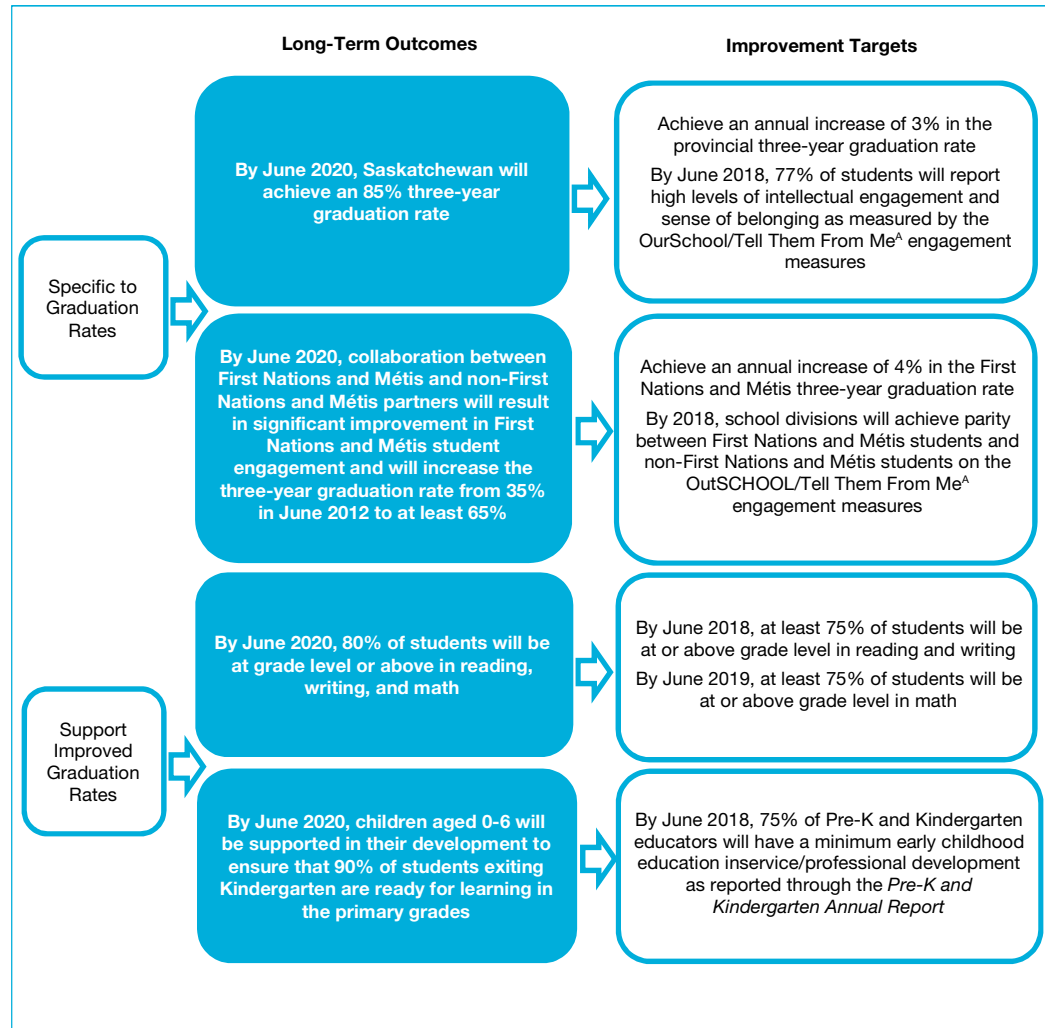 Long-Term Outcomes
Improvement Targets
Specific to
Graduation
Rates
By June 2020, Saskatchewan will
achieve an 85% three-year
graduation rate
Achieve an annual increase of 3% in the
provincial three-year graduation rate
By June 2018, 77% of students will report
high levels of intellectual engagement and
sense of belonging as measured by the
OurSchool/Tell Them From Meᴬ engagement
measures
By June 2020, collaboration between
First Nations and Métis and non-First
Nations and Métis partners will result
in significant improvement in First
Nations and Métis student
engagement and will increase the
three-year graduation rate from 35%
in June 2012 to at least 65%
Achieve an annual increase of 4% in the First
Nations and Métis three-year graduation rate
By 2018, school divisions will achieve parity
between First Nations and Métis students and
non-First Nations and Métis students on the
OutSCHOOL/Tell Them From Meᴬ
engagement measures
Support
Improved
Graduation
Rates
By June 2020, 80% of students will be
at grade level or above in reading,
writing, and math
By June 2018, at least 75% of students will be
at or above grade level in reading and writing
By June 2019, at least 75% of students will be
at or above grade level in math
By June 2020, children aged 0-6 will
be supported in their development to
ensure that 90% of students exiting
Kindergarten are ready for learning in
the primary grades
By June 2018, 75% of Pre-K and Kindergarten
educators will have a minimum early childhood
education inservice/professional development
as reported through the Pre-K and
Kindergarten Annual Report